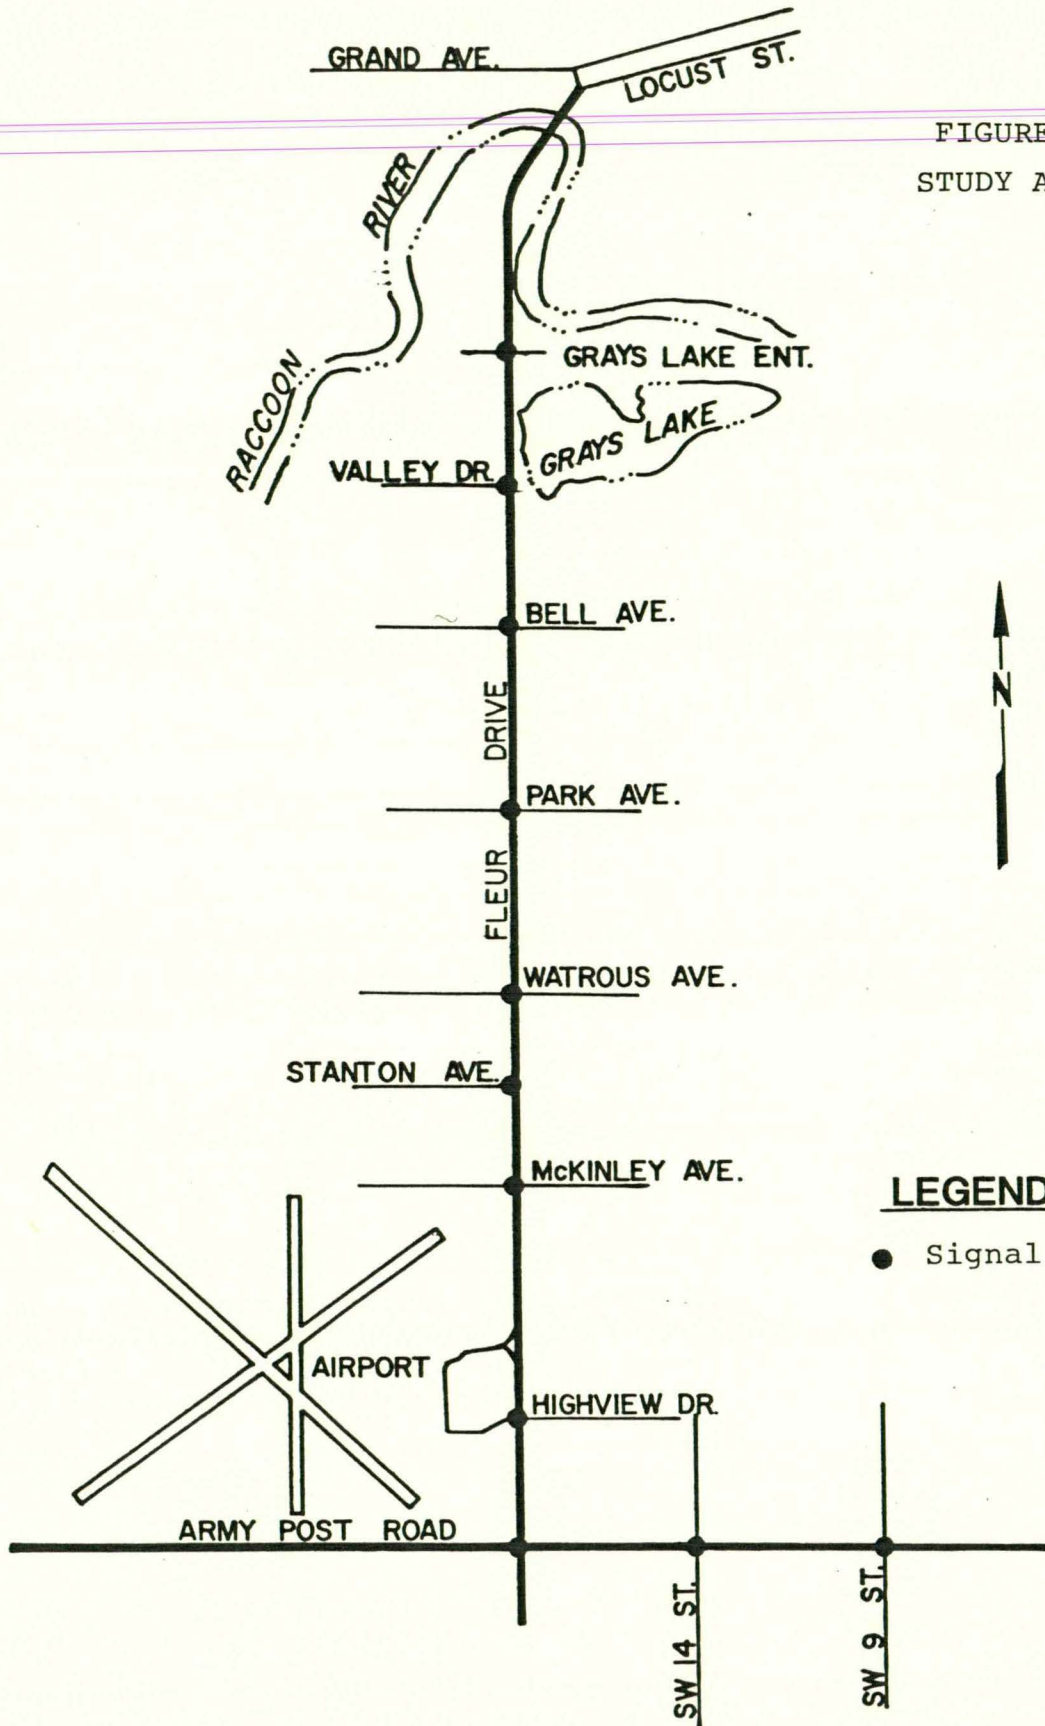 GRAND AVE.
LOCUST ST.
FIGURE
STUDY A
RIVER
RACCOON
GRAYS LAKE ENT.
GRAYS LAKE
VALLEY DR.
BELL AVE.
N
FLEUR DRIVE
PARK AVE.
WATROUS AVE.
STANTON AVE.
McKINLEY AVE.
LEGEND
Signal
AIRPORT
HIGHVIEW DR.
ARMY POST ROAD
SW 14 ST.
SW 9 ST.